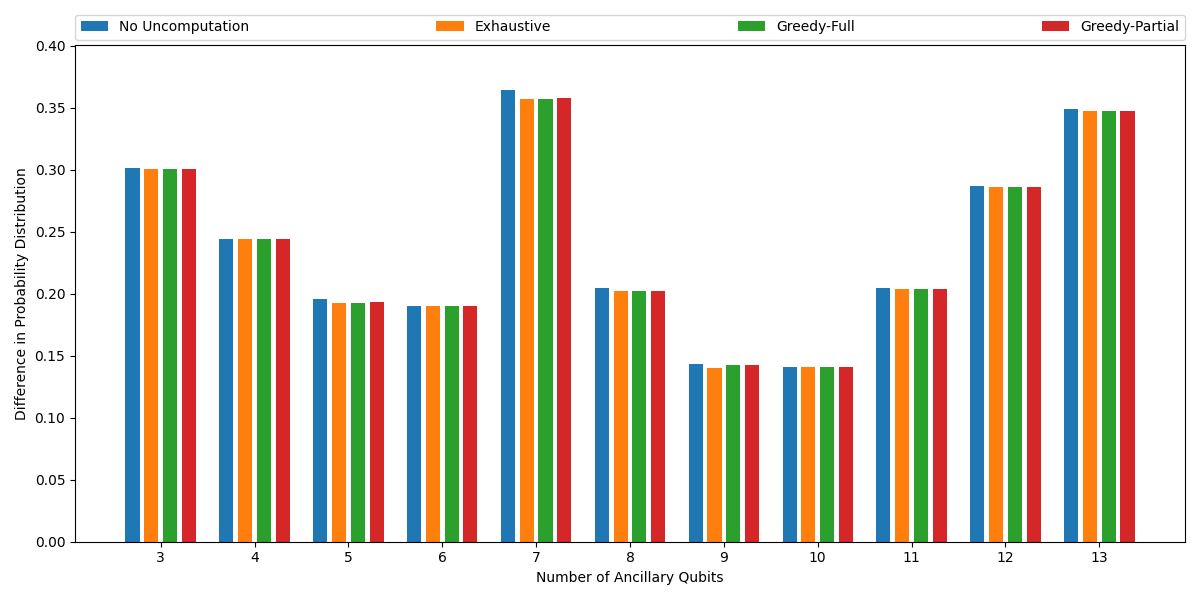 No Uncomputation Exhaustive Greedy-Full Greedy-Partial
0.40
0.35
0.30
0.25
0.20
0.15
0.10
0.05
0.00
Difference in Probability Distribution
3 4 5 6 7 8 9 10 11 12 13
Number of Ancillary Qubits